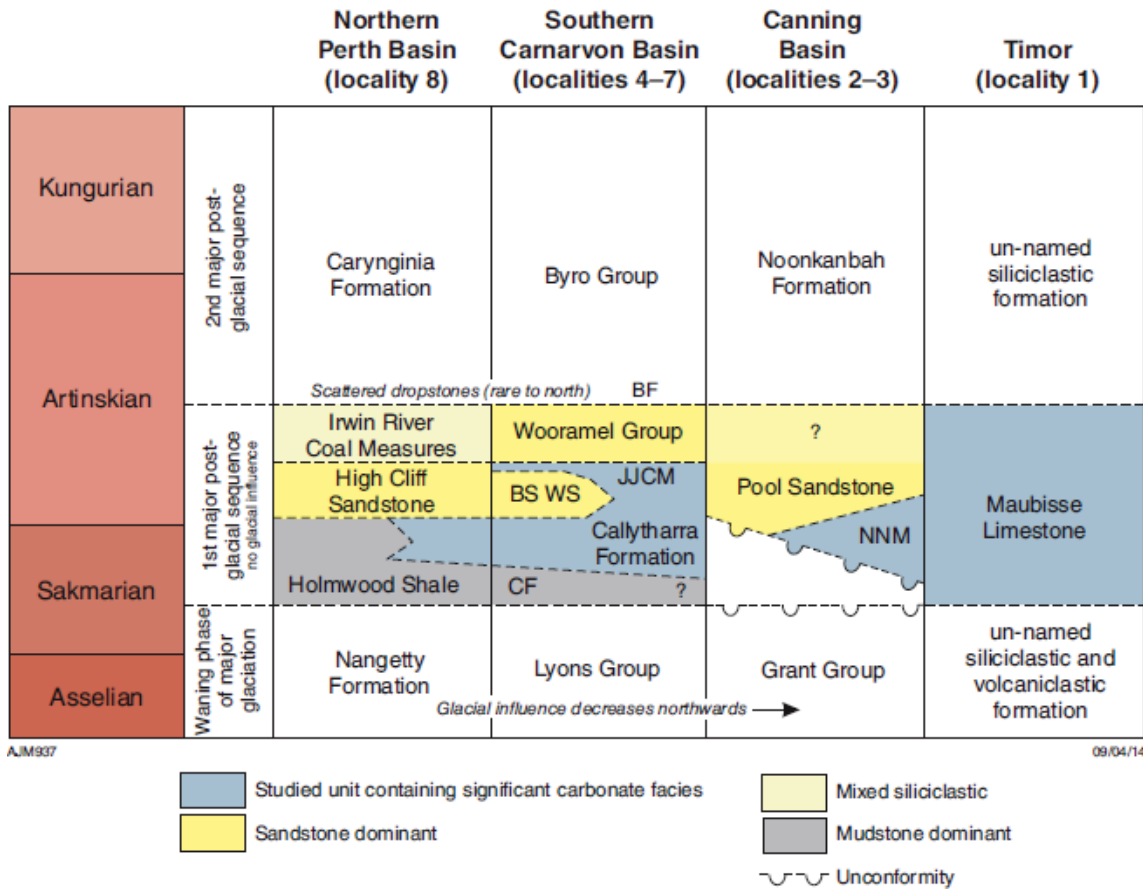 Northern
Perth Basin
(locality 8)
Southern
Carnarvon Basin
(localities 4–7)
Canning
Basin
(localities 2–3)
Timor
(locality 1)
Kungurian
Artinskian
Sakmarian
Asselian
2nd major post-
glacial sequence
1st major post-
glacial sequence
no glacial influence
Waning phase
of major
glaciation
Carynginia
Formation
Byro Group
Noonkanbah
Formation
un-named
siliciclastic
formation
Scattered dropstones (rare to north)
BF
Irwin River
Coal Measures
Wooramel Group
?
High Cliff
Sandstone
BS WS
JJCM
Pool Sandstone
Callytharra
Formation
NNM
Maubisse
Limestone
Holmwood Shale
CF
?
Nangetty
Formation
Lyons Group
Grant Group
un-named
siliciclastic and
volcaniclastic
formation
Glacial influence decreases northwards
AJM937
09/04/14
Studied unit containing significant carbonate facies
Sandstone dominant
Mixed siliciclastic
Mudstone dominant
Unconformity